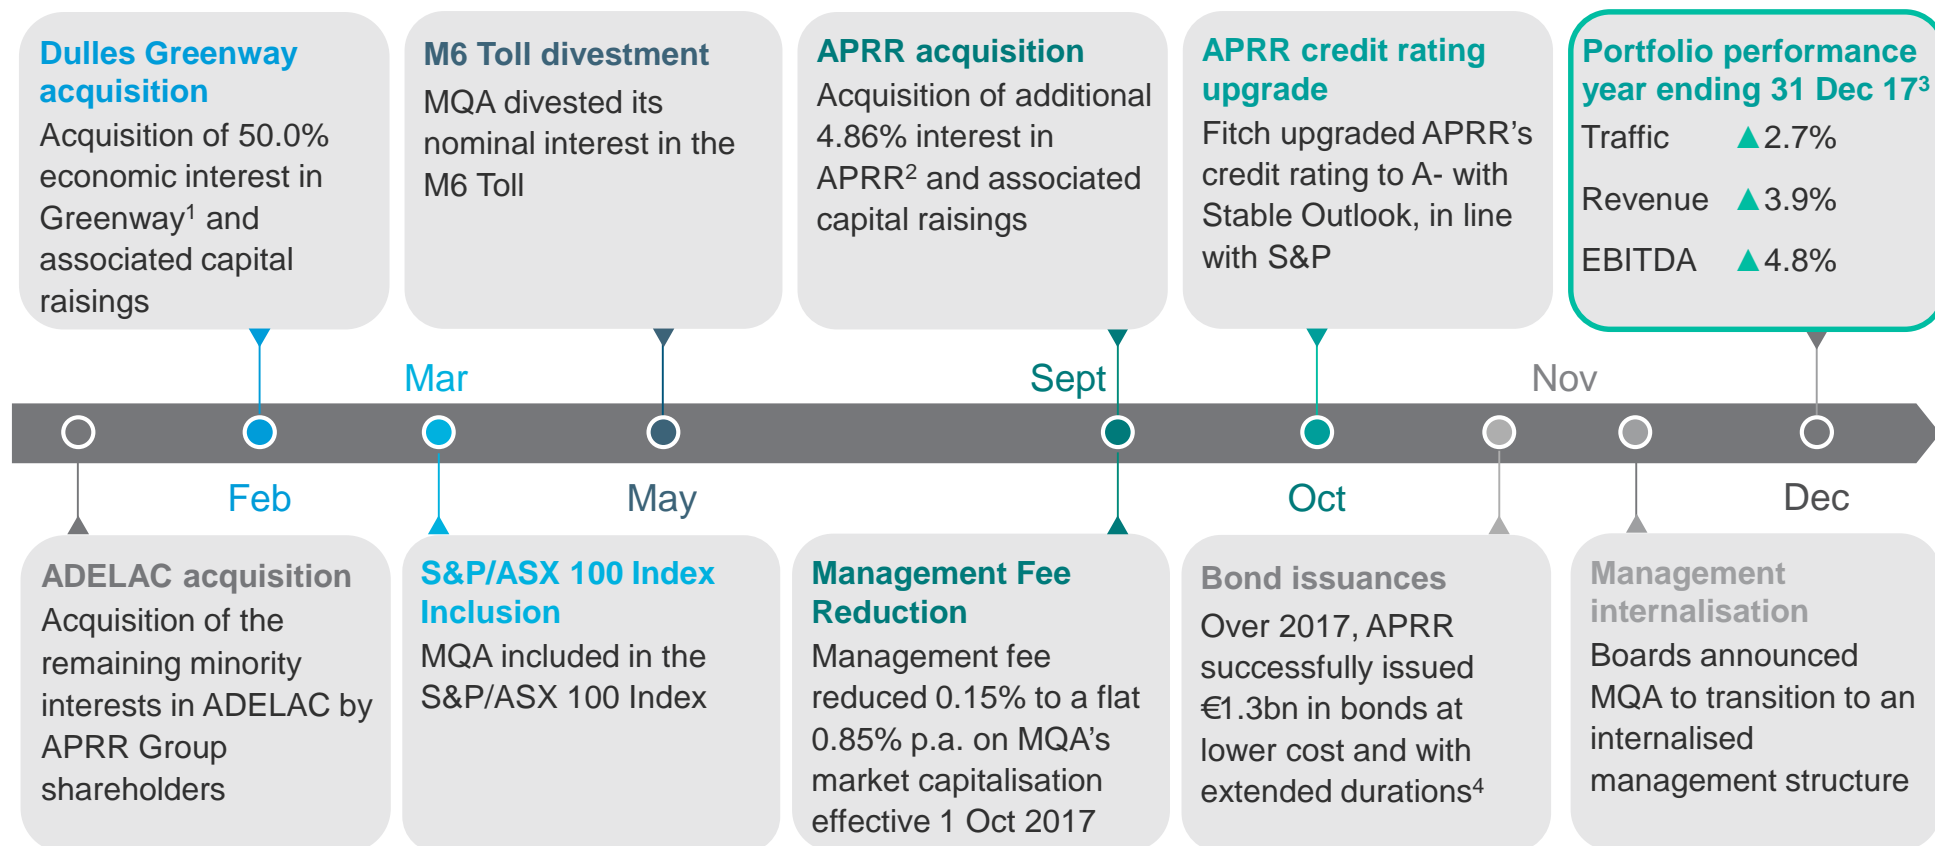 Dulles Greenway
acquisition
Acquisition of 50.0%
economic interest in
Greenway¹ and
associated capital
raisings
M6 Toll divestment
MQA divested its
nominal interest in the
M6 Toll
APRR acquisition
Acquisition of additional
4.86% interest in
APRR² and associated
capital raisings
APRR credit rating
upgrade
Fitch upgraded APRR’s
credit rating to A- with
Stable Outlook, in line
with S&P
Portfolio performance
year ending 31 Dec 17³
Traffic ▲2.7%
Revenue ▲3.9%
EBITDA ▲4.8%
Mar
Sept
Nov
Feb
May
Oct
Dec
ADELAC acquisition
Acquisition of the
remaining minority
interests in ADELAC by
APRR Group
shareholders
S&P/ASX 100 Index
Inclusion
MQA included in the
S&P/ASX 100 Index
Management Fee
Reduction
Management fee
reduced 0.15% to a flat
0.85% p.a. on MQA’s
market capitalisation
effective 1 Oct 2017
Bond issuances
Over 2017, APRR
successfully issued
€1.3bn in bonds at
lower cost and with
extended durations⁴
Management
internalisation
Boards announced
MQA to transition to an
internalised
management structure